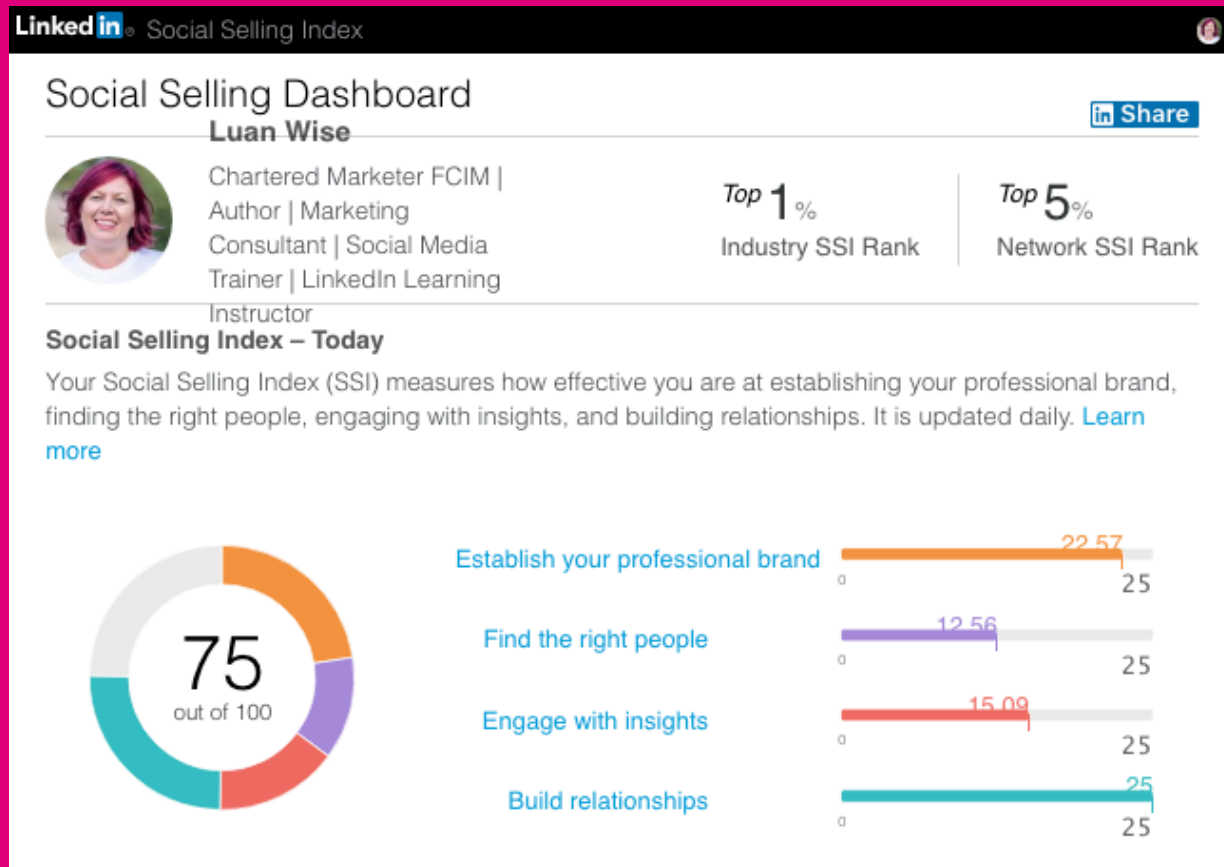 Linked in ® Social Selling Index
Social Selling Dashboard
in Share
Luan Wise
Chartered Marketer FCIM |
Author | Marketing
Consultant | Social Media
Trainer | LinkedIn Learning
Instructor
Top 1%
Industry SSI Rank
Top 5%
Network SSI Rank
Social Selling Index – Today
Your Social Selling Index (SSI) measures how effective you are at establishing your professional brand,
finding the right people, engaging with insights, and building relationships. It is updated daily. Learn
more
75
out of 100
Establish your professional brand
22.57
0
25
Find the right people
12.56
0
25
Engage with insights
15.09
0
25
Build relationships
25
0
25